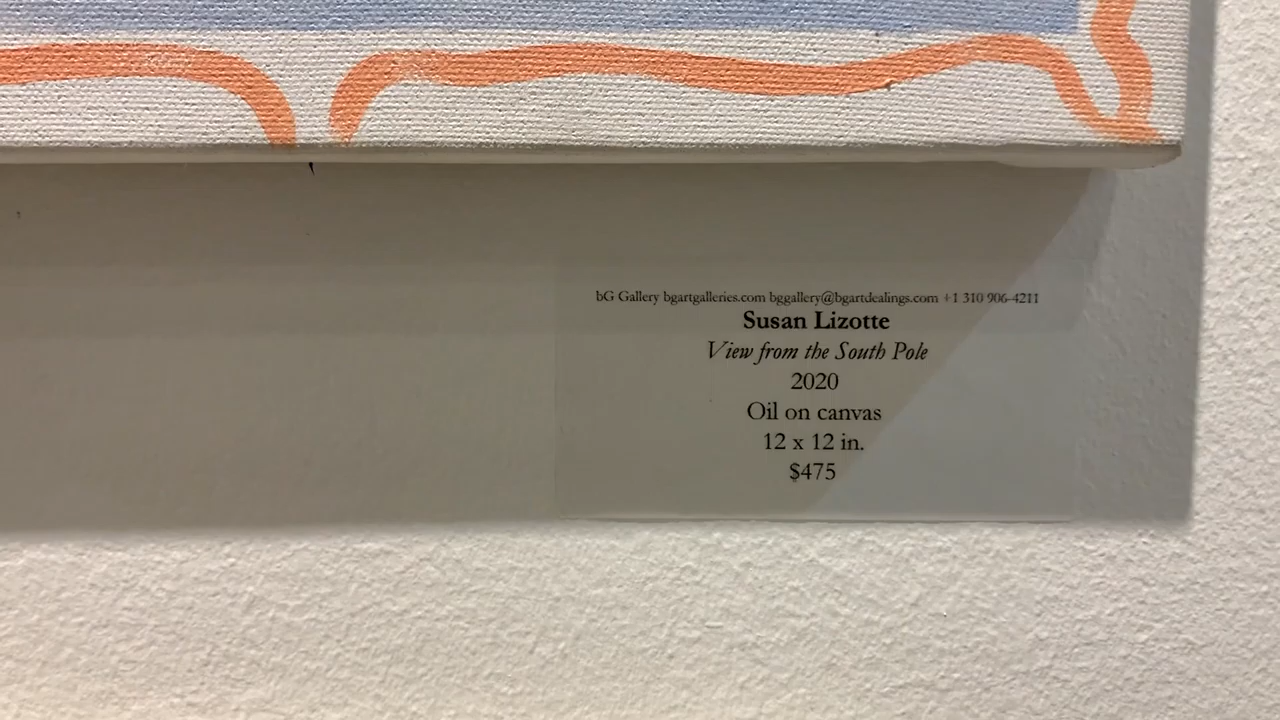 bG Gallery bgartgalleries.com bggallery@bgartdealings.com +1 310 906-4211
Susan Lizotte
View from the South Pole
2020
Oil on canvas
12 x 12 in.
$475